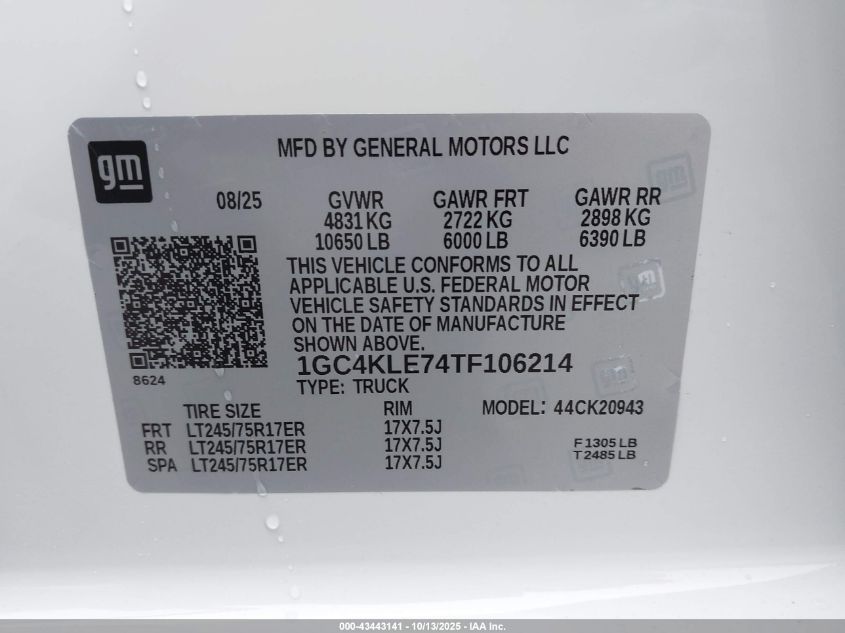 gm
MFD BY GENERAL MOTORS LLC
08/25 GVWR GAWR FRT GAWR RR
4831 KG 2722 KG 2898 KG
10650 LB 6000 LB 6390 LB
THIS VEHICLE CONFORMS TO ALL
APPLICABLE U.S. FEDERAL MOTOR
VEHICLE SAFETY STANDARDS IN EFFECT
ON THE DATE OF MANUFACTURE
SHOWN ABOVE.
1GC4KLE74TF106214
8624
TYPE: TRUCK
TIRE SIZE RIM MODEL: 44CK20943
FRT LT245/75R17ER 17X7.5J
RR LT245/75R17ER 17X7.5J F1305 LB
SPA LT245/75R17ER 17X7.5J T2485 LB
000-43443141 - 10/13/2025 - IAA Inc.